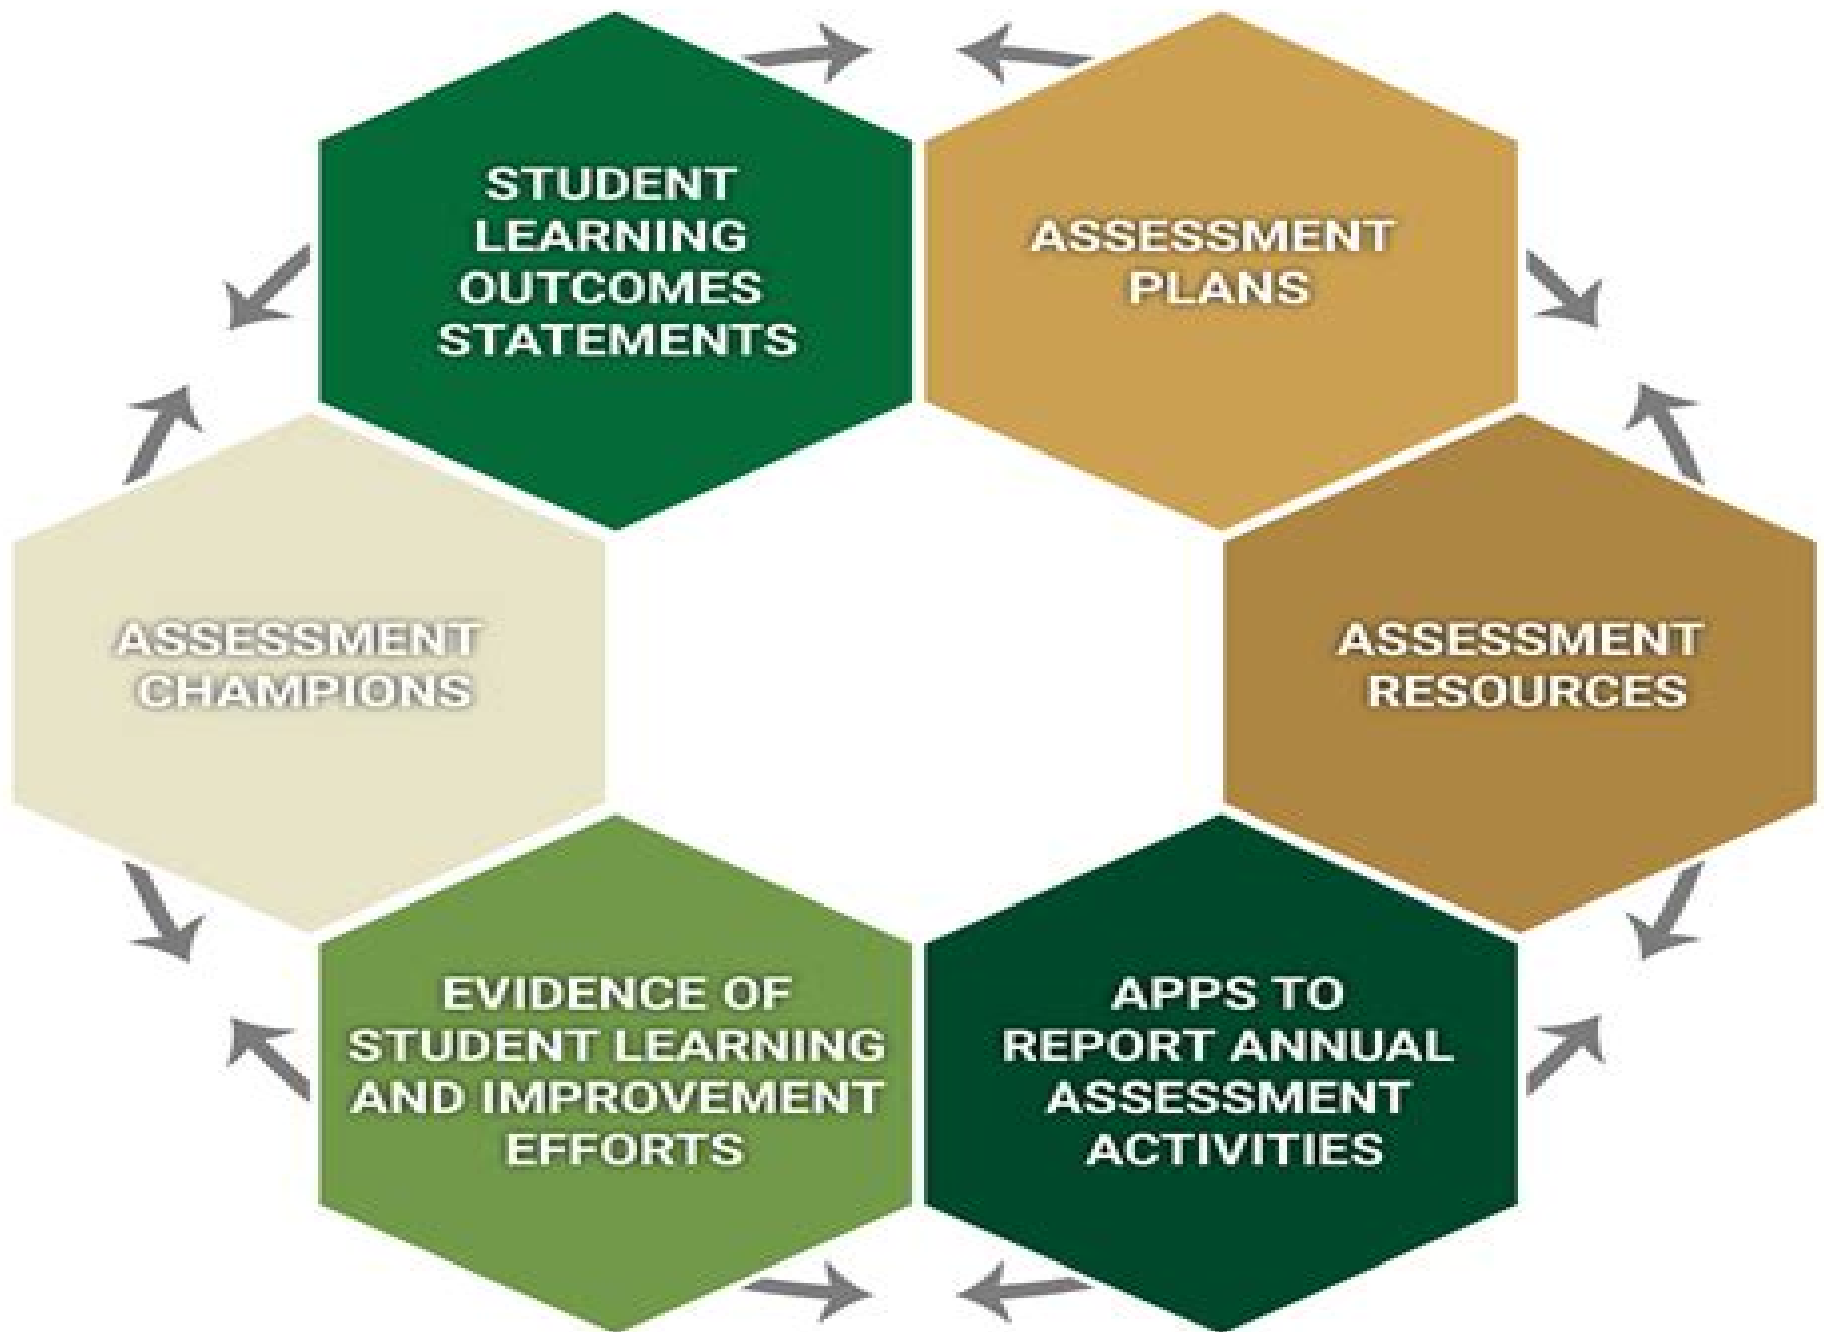 STUDENT
LEARNING
OUTCOMES
STATEMENTS
ASSESSMENT
PLANS
ASSESSMENT
CHAMPIONS
ASSESSMENT
RESOURCES
EVIDENCE OF
STUDENT LEARNING
AND IMPROVEMENT
EFFORTS
APPS TO
REPORT ANNUAL
ASSESSMENT
ACTIVITIES